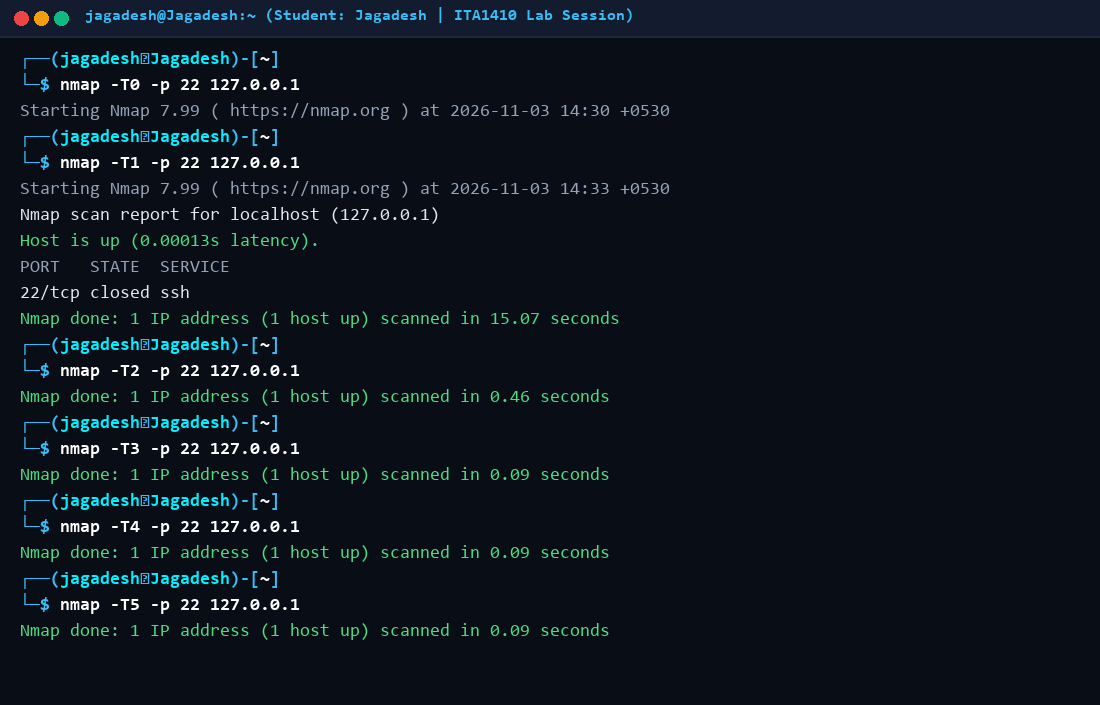 jagadesh@Jagadesh:~ (Student: Jagadesh | ITA1410 Lab Session)
┌──(jagadesh㉿Jagadesh)-[~]
└─$ nmap -T0 -p 22 127.0.0.1
Starting Nmap 7.99 ( https://nmap.org ) at 2026-11-03 14:30 +0530
┌──(jagadesh㉿Jagadesh)-[~]
└─$ nmap -T1 -p 22 127.0.0.1
Starting Nmap 7.99 ( https://nmap.org ) at 2026-11-03 14:33 +0530
Nmap scan report for localhost (127.0.0.1)
Host is up (0.00013s latency).
PORT   STATE  SERVICE
22/tcp closed ssh
Nmap done: 1 IP address (1 host up) scanned in 15.07 seconds
┌──(jagadesh㉿Jagadesh)-[~]
└─$ nmap -T2 -p 22 127.0.0.1
Nmap done: 1 IP address (1 host up) scanned in 0.46 seconds
┌──(jagadesh㉿Jagadesh)-[~]
└─$ nmap -T3 -p 22 127.0.0.1
Nmap done: 1 IP address (1 host up) scanned in 0.09 seconds
┌──(jagadesh㉿Jagadesh)-[~]
└─$ nmap -T4 -p 22 127.0.0.1
Nmap done: 1 IP address (1 host up) scanned in 0.09 seconds
┌──(jagadesh㉿Jagadesh)-[~]
└─$ nmap -T5 -p 22 127.0.0.1
Nmap done: 1 IP address (1 host up) scanned in 0.09 seconds